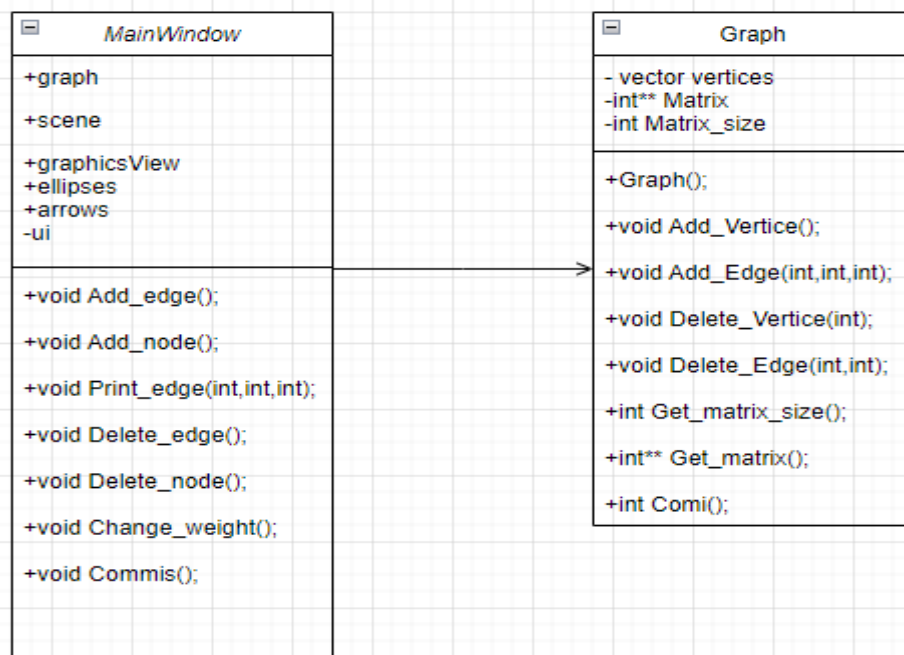 MainWindow
+graph
+scene
+graphicsView
+ellipses
+arrows
-ui
+void Add_edge();
+void Add_node();
+void Print_edge(int,int,int);
+void Delete_edge();
+void Delete_node();
+void Change_weight();
+void Commis();
Graph
- vector vertices
-int** Matrix
-int Matrix_size
+Graph();
+void Add_Vertice();
+void Add_Edge(int,int,int);
+void Delete_Vertice(int);
+void Delete_Edge(int,int);
+int Get_matrix_size();
+int** Get_matrix();
+int Comi();